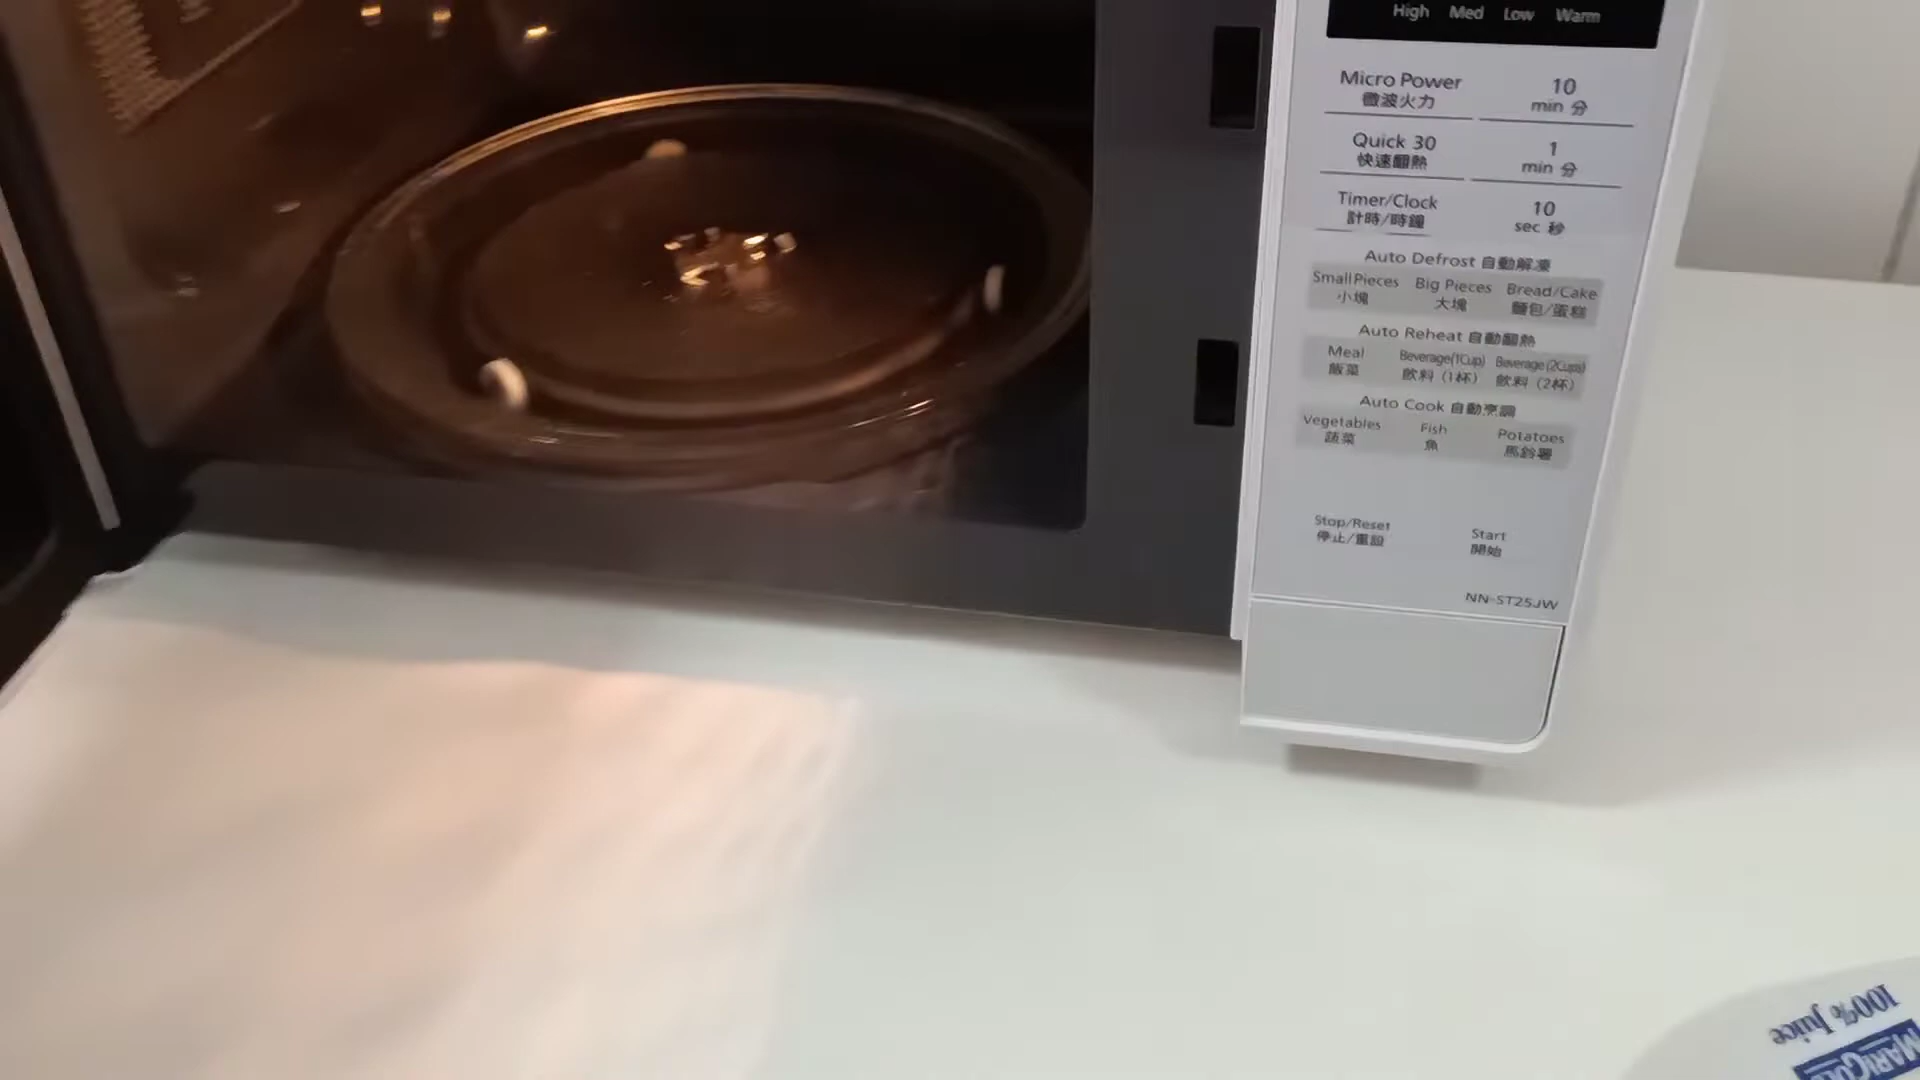 High Med Low Warm
Micro Power
微波火力
10
min 分
Quick 30
快速翻熱
1
min 分
Timer/Clock
計時/時鐘
10
sec 秒
Auto Defrost 自動解凍
Small Pieces
小塊
Big Pieces
大塊
Bread/Cake
麵包/蛋糕
Auto Reheat 自動翻熱
Meal
飯菜
Beverage(1Cup)
飲料 (1杯)
Beverage (2Cups)
飲料 (2杯)
Auto Cook 自動烹調
Vegetables
蔬菜
Fish
魚
Potatoes
馬鈴薯
Stop/Reset
停止/重設
Start
開始
NN-ST25JW
100% Juice